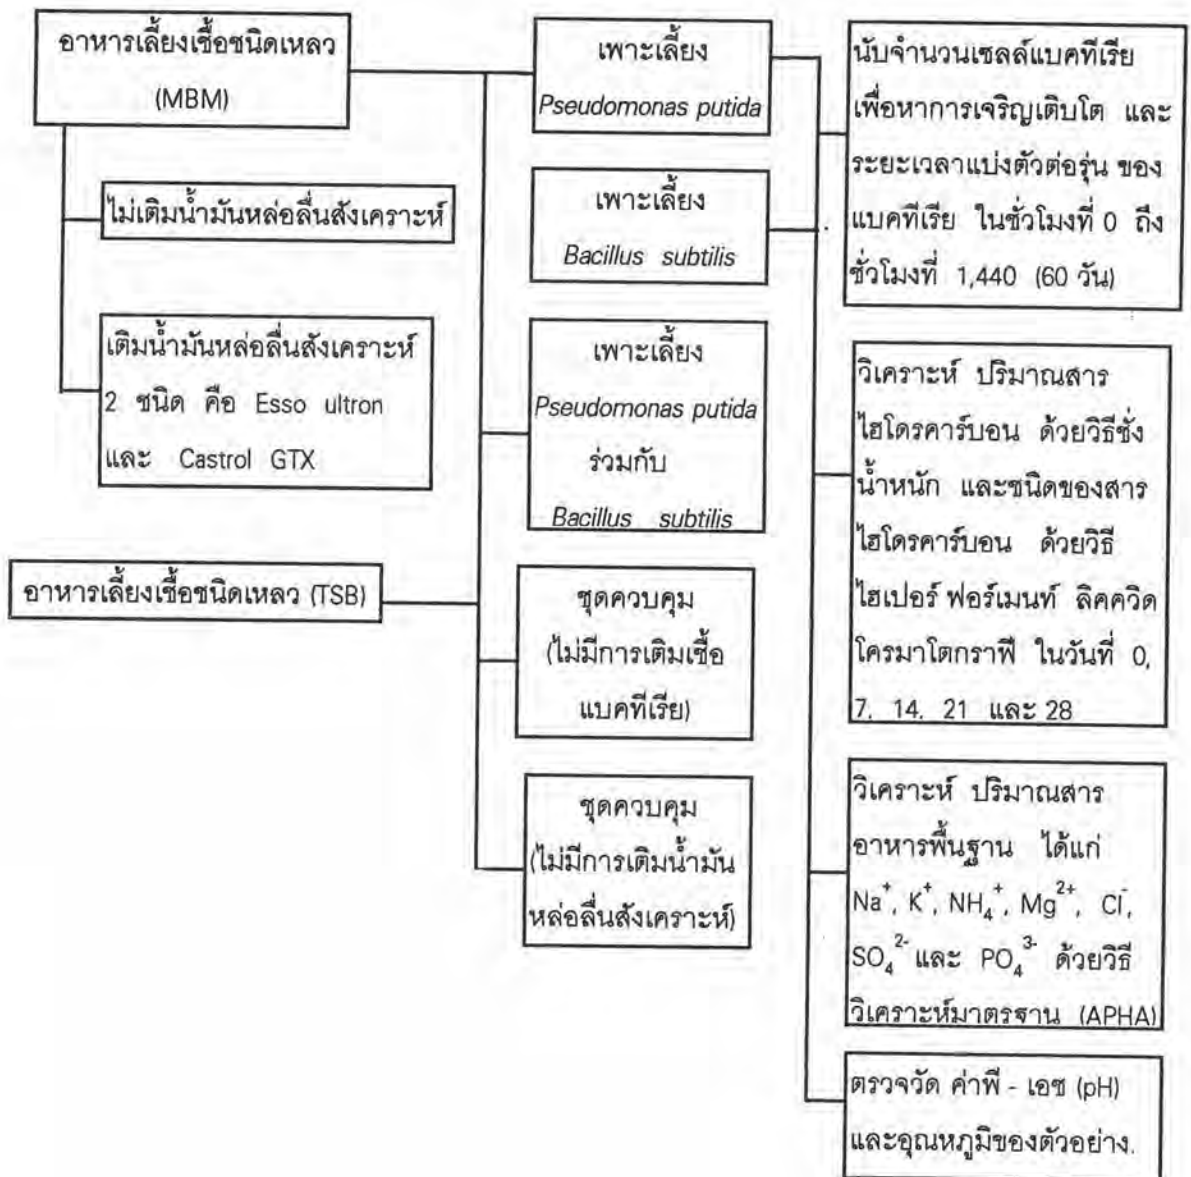 อาหารเลี้ยงเชื้อชนิดเหลว
(MBM)
ไม่เติมน้ำมันหล่อลื่นสังเคราะห์
เติมน้ำมันหล่อลื่นสังเคราะห์
2 ชนิด คือ Esso ultron
และ Castrol GTX
อาหารเลี้ยงเชื้อชนิดเหลว (TSB)
เพาะเลี้ยง
Pseudomonas putida
เพาะเลี้ยง
Bacillus subtilis
เพาะเลี้ยง
Pseudomonas putida
ร่วมกับ
Bacillus subtilis
ชุดควบคุม
(ไม่มีการเติมเชื้อ
แบคทีเรีย)
ชุดควบคุม
(ไม่มีการเติมน้ำมัน
หล่อลื่นสังเคราะห์)
นับจำนวนเซลล์แบคทีเรีย
เพื่อหาการเจริญเติบโต และ
ระยะเวลาแบ่งตัวต่อรุ่น ของ
แบคทีเรีย ในชั่วโมงที่ 0 ถึง
ชั่วโมงที่ 1,440 (60 วัน)
วิเคราะห์ ปริมาณสาร
ไฮโดรคาร์บอน ด้วยวิธีชั่ง
น้ำหนัก และชนิดของสาร
ไฮโดรคาร์บอน ด้วยวิธี
ไฮเปอร์ ฟอร์เมนท์ ลิคควิด
โครมาโตกราฟี ในวันที่ 0,
7, 14, 21 และ 28
วิเคราะห์ ปริมาณสาร
อาหารพื้นฐาน ได้แก่
Na⁺, K⁺, NH₄⁺, Mg²⁺, Cl⁻,
SO₄²⁻ และ PO₄³⁻ ด้วยวิธี
วิเคราะห์มาตรฐาน (APHA)
ตรวจวัด ค่าพี - เอช (pH)
และอุณหภูมิของตัวอย่าง.